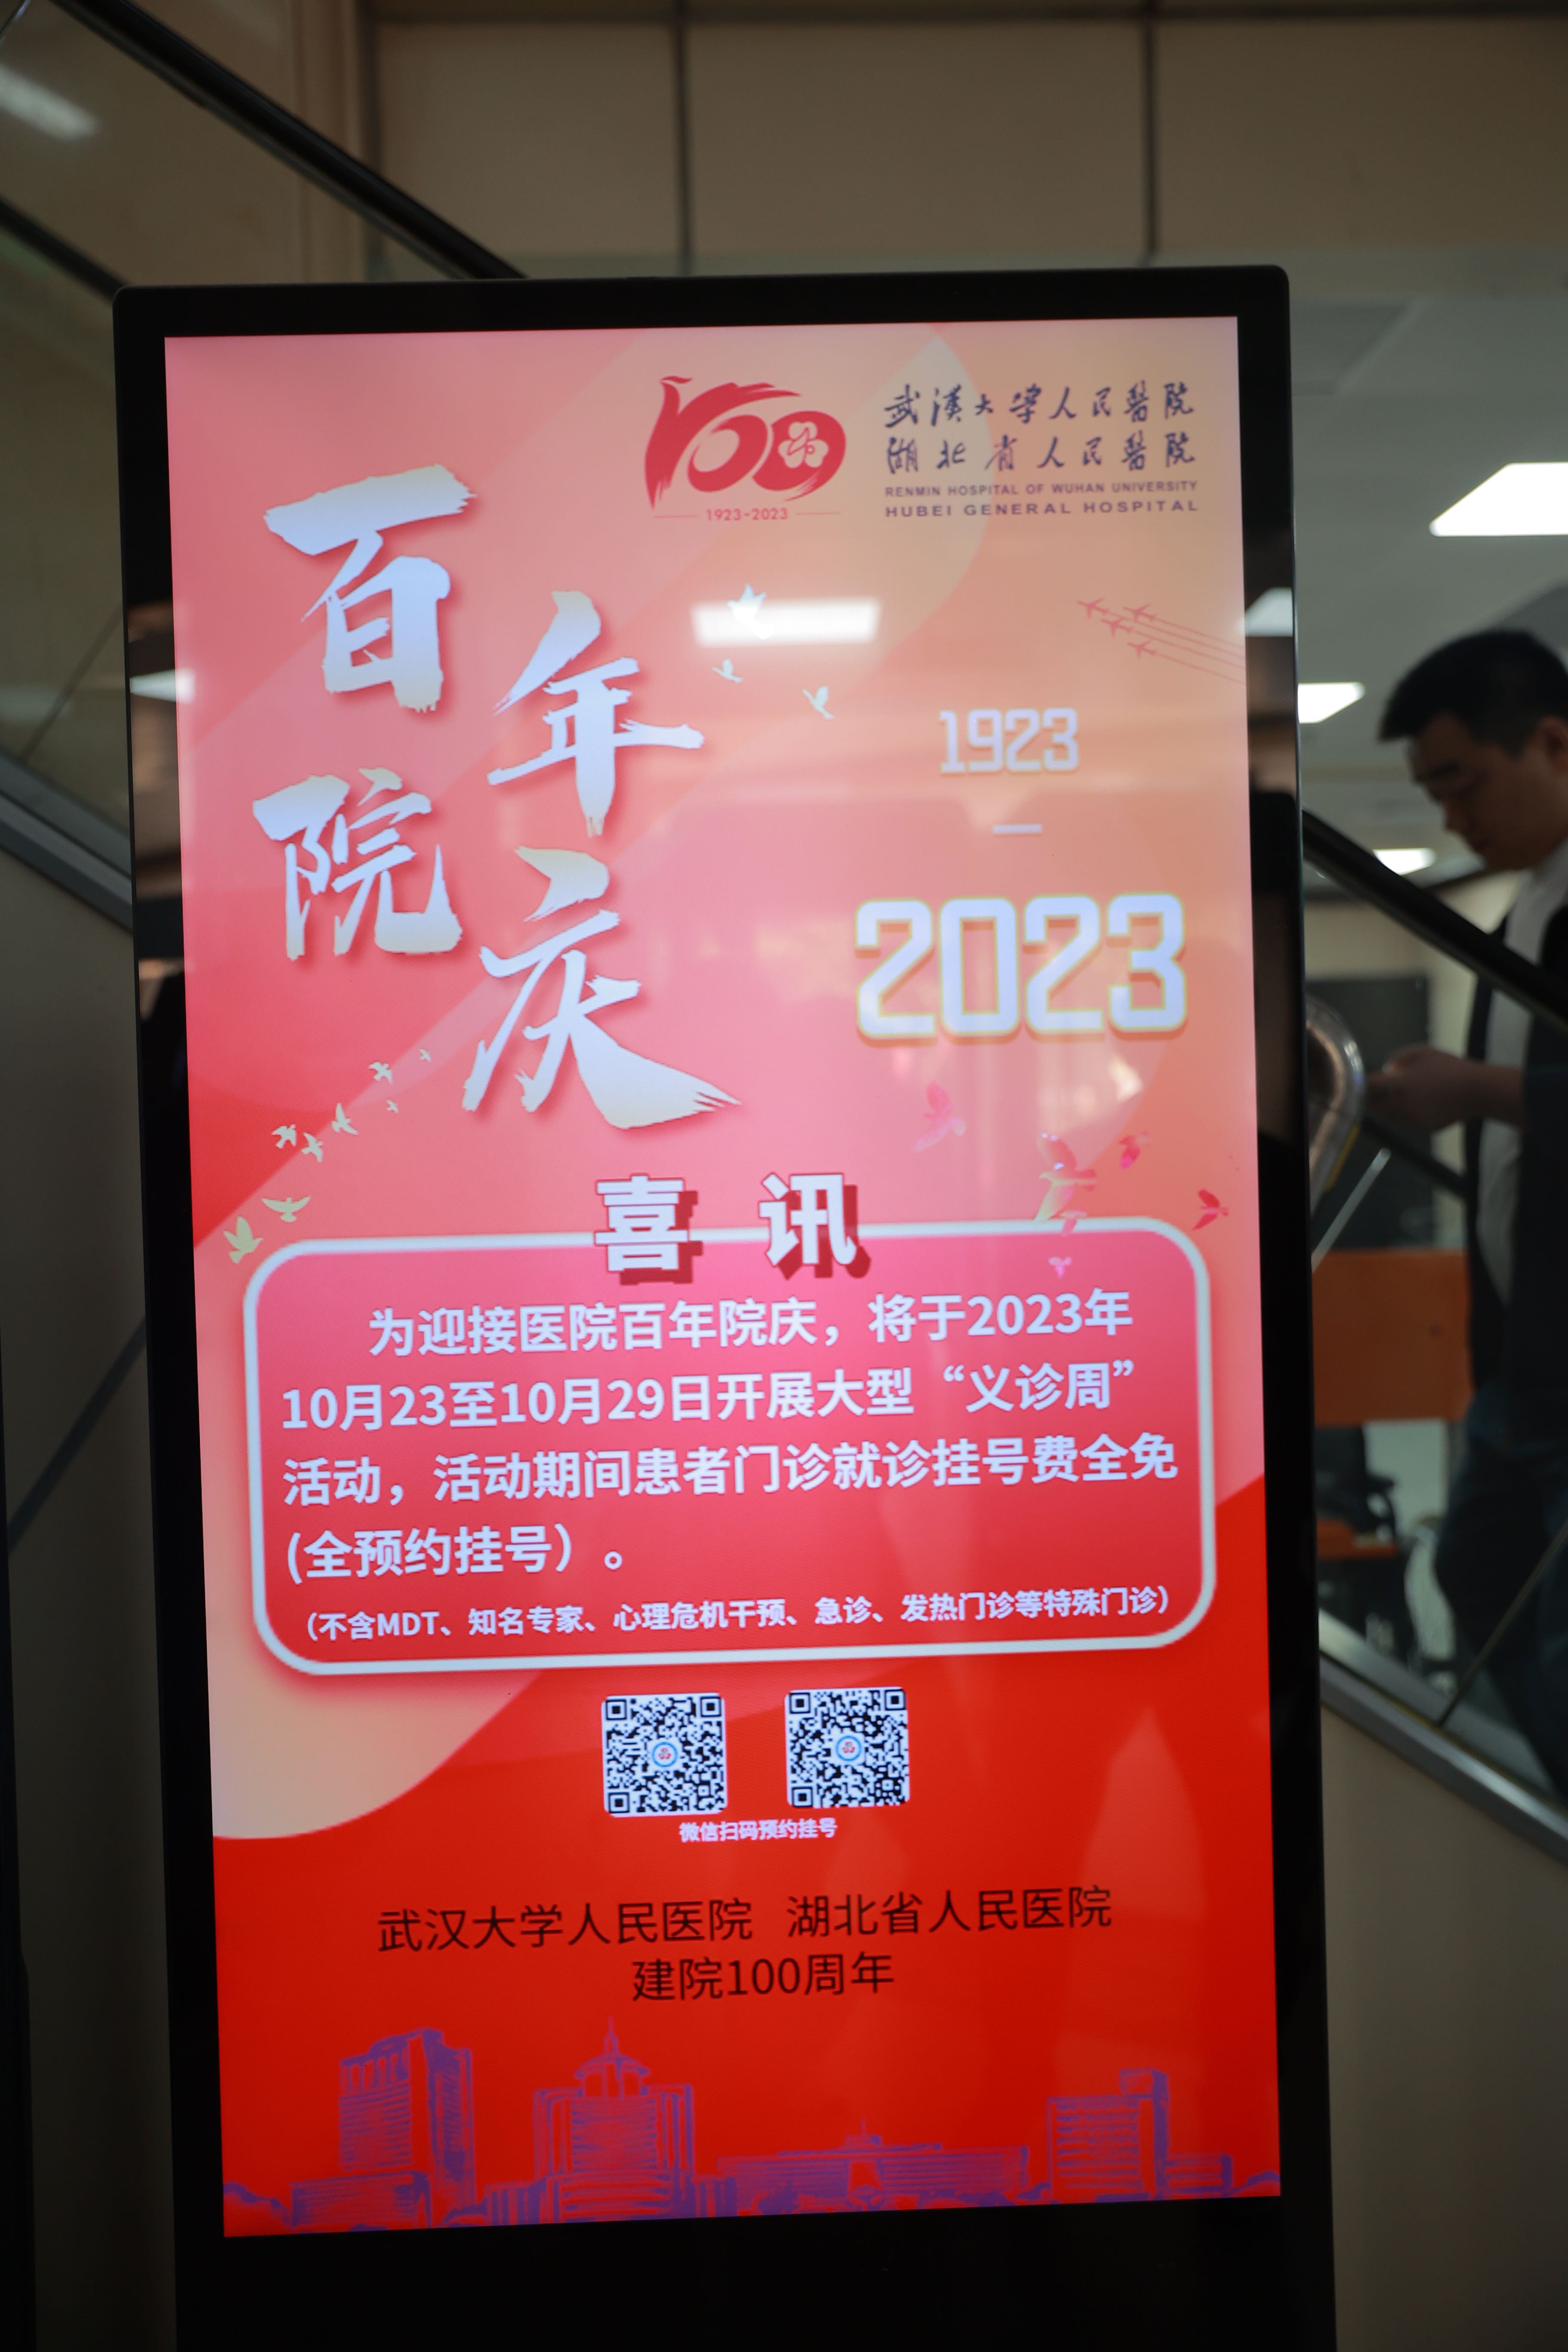 1923-2023
武漢大学人民醫院
湖北省人民醫院
RENMIN HOSPITAL OF WUHAN UNIVERSITY
HUBEI GENERAL HOSPITAL
百年
院庆
1923
—
2023
喜讯
为迎接医院百年院庆，将于2023年
10月23至10月29日开展大型“义诊周”
活动，活动期间患者门诊就诊挂号费全免
(全预约挂号）。
（不含MDT、知名专家、心理危机干预、急诊、发热门诊等特殊门诊）
微信扫码预约挂号
武汉大学人民医院 湖北省人民医院
建院100周年